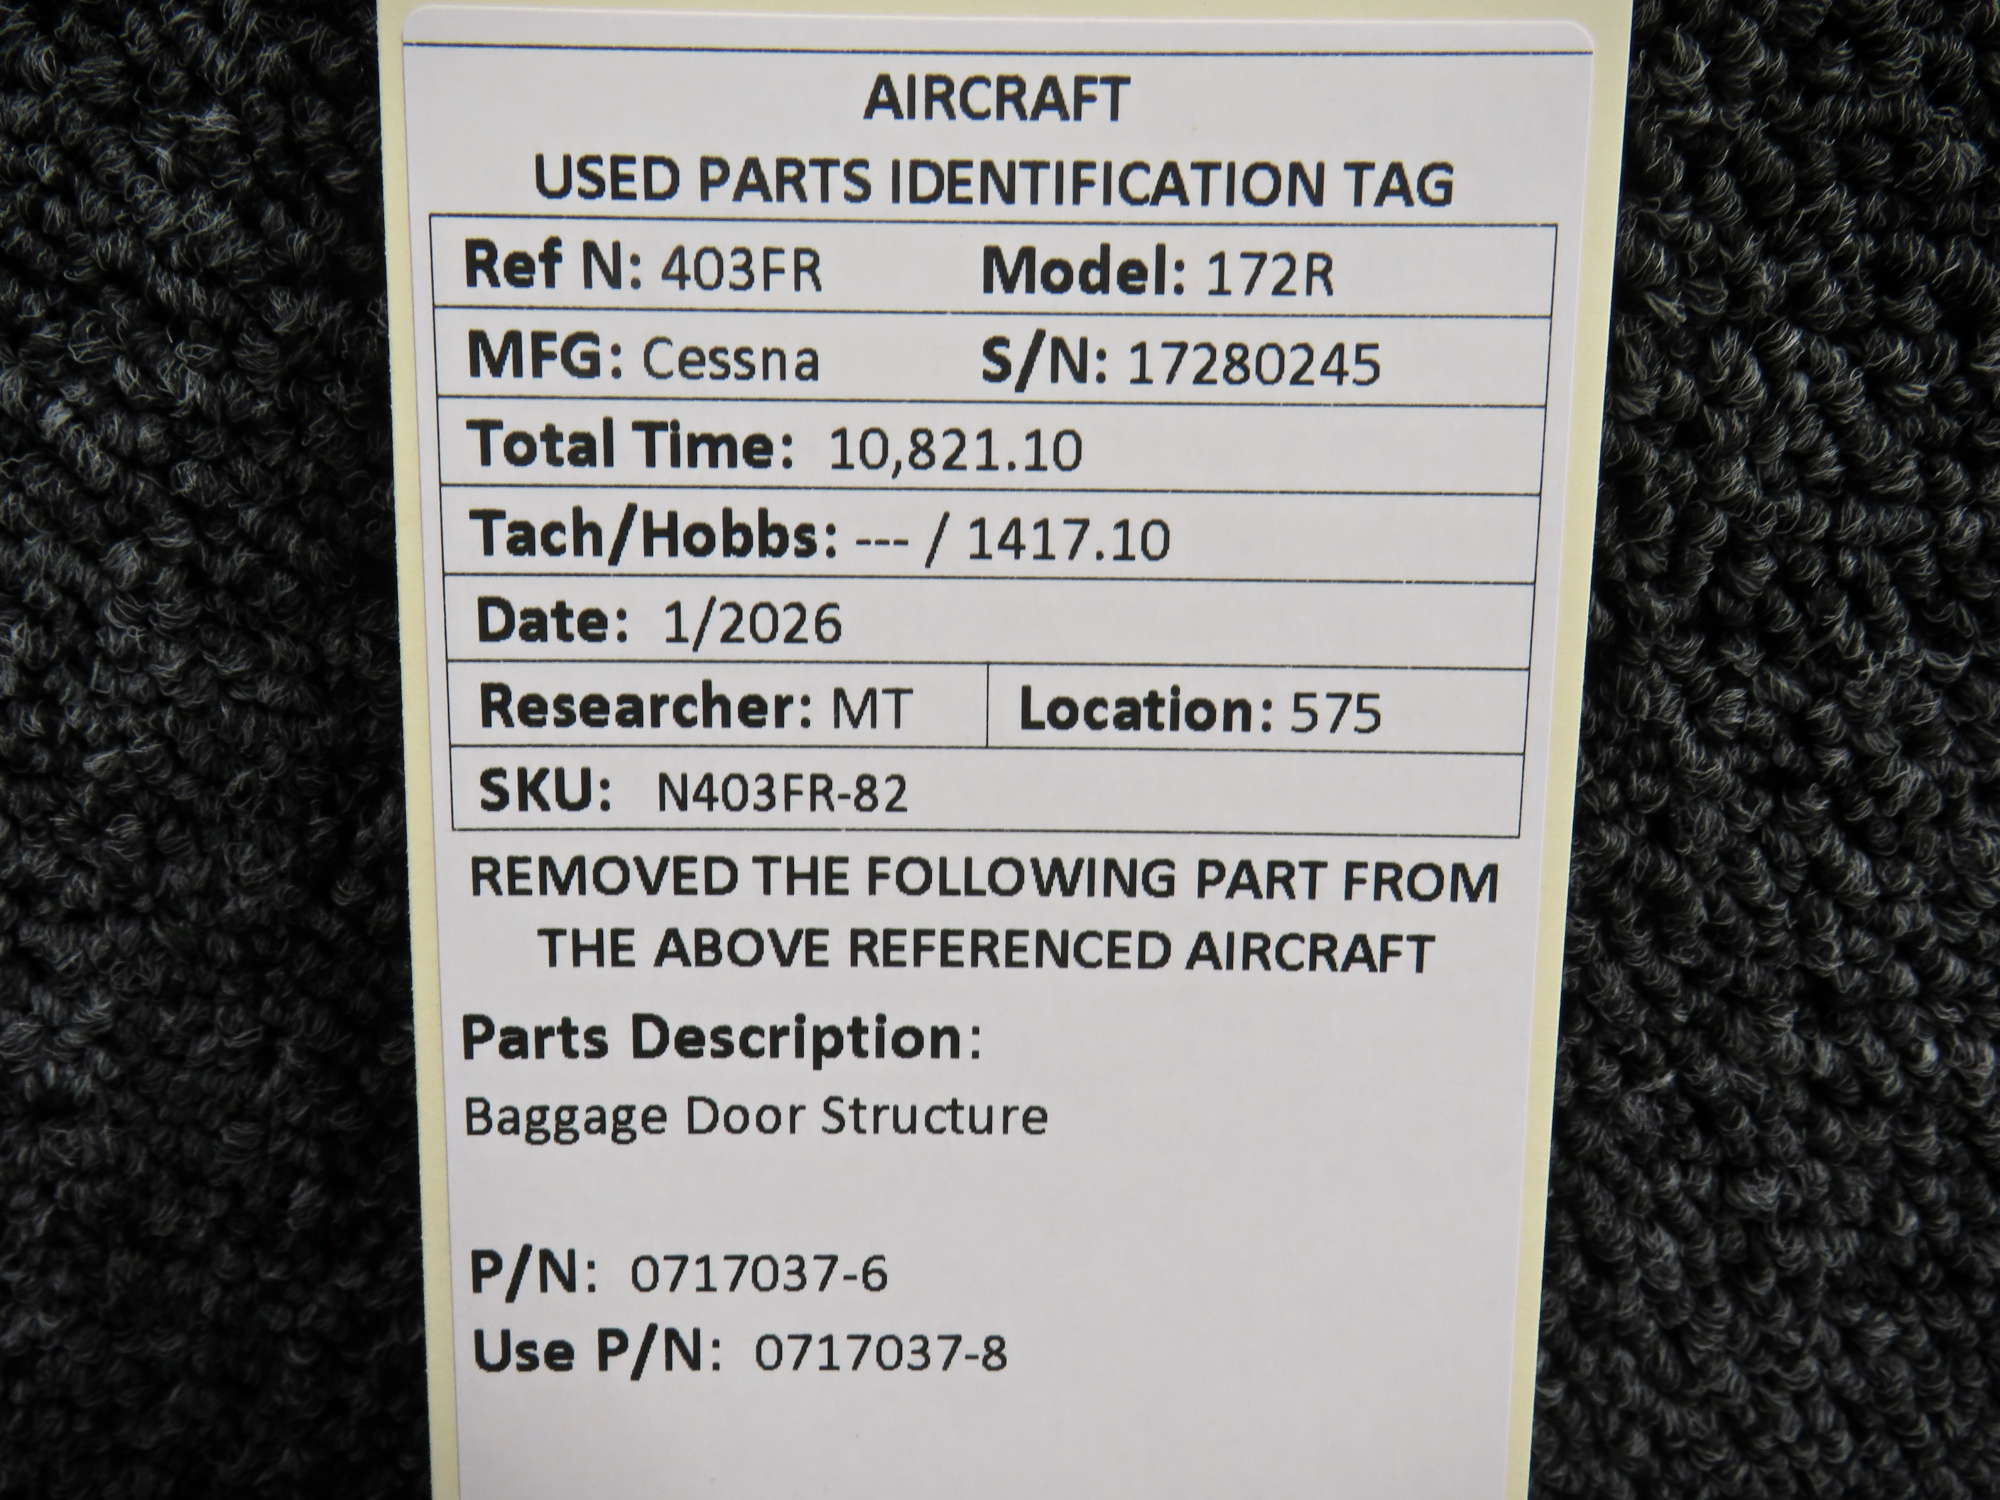 AIRCRAFT
USED PARTS IDENTIFICATION TAG
Ref N: 403FR Model: 172R
MFG: Cessna S/N: 17280245
Total Time: 10,821.10
Tach/Hobbs: --- / 1417.10
Date: 1/2026
Researcher: MT Location: 575
SKU: N403FR-82
REMOVED THE FOLLOWING PART FROM
THE ABOVE REFERENCED AIRCRAFT
Parts Description:
Baggage Door Structure
P/N: 0717037-6
Use P/N: 0717037-8